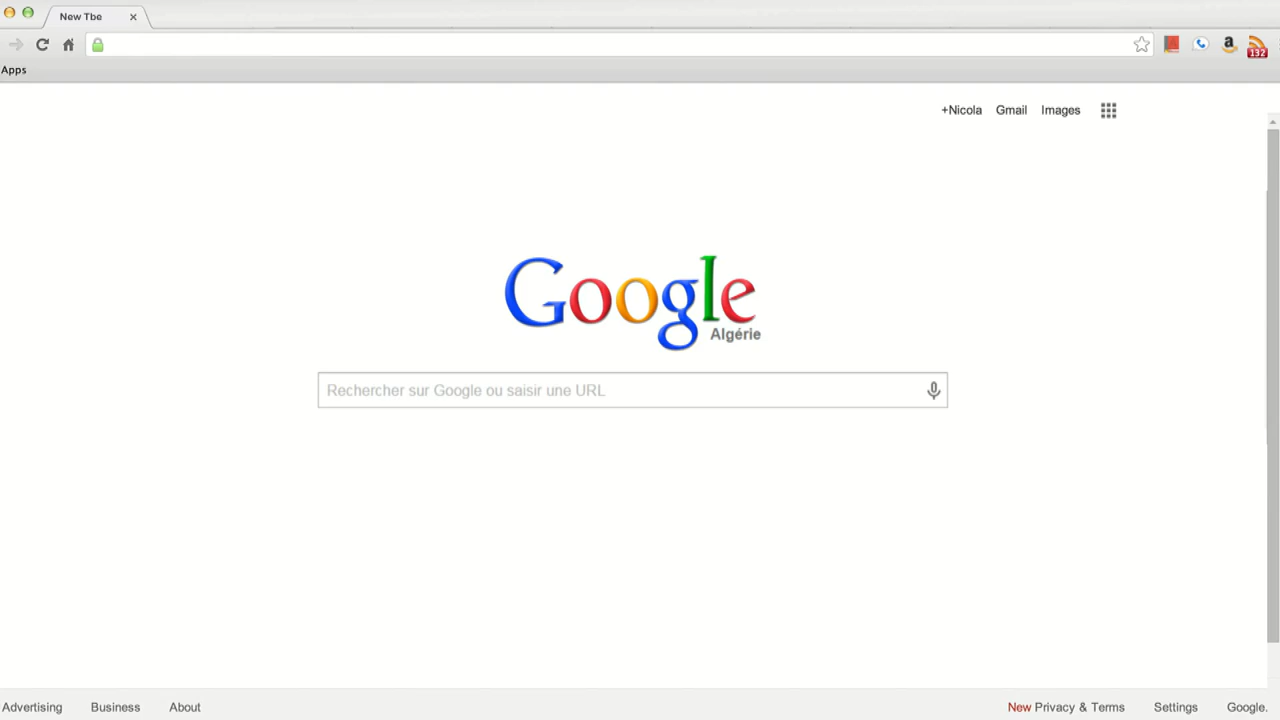 New Tbe
132
Apps
+Nicola Gmail Images
Google
Algérie
Rechercher sur Google ou saisir une URL
Advertising Business About New Privacy & Terms Settings Google.